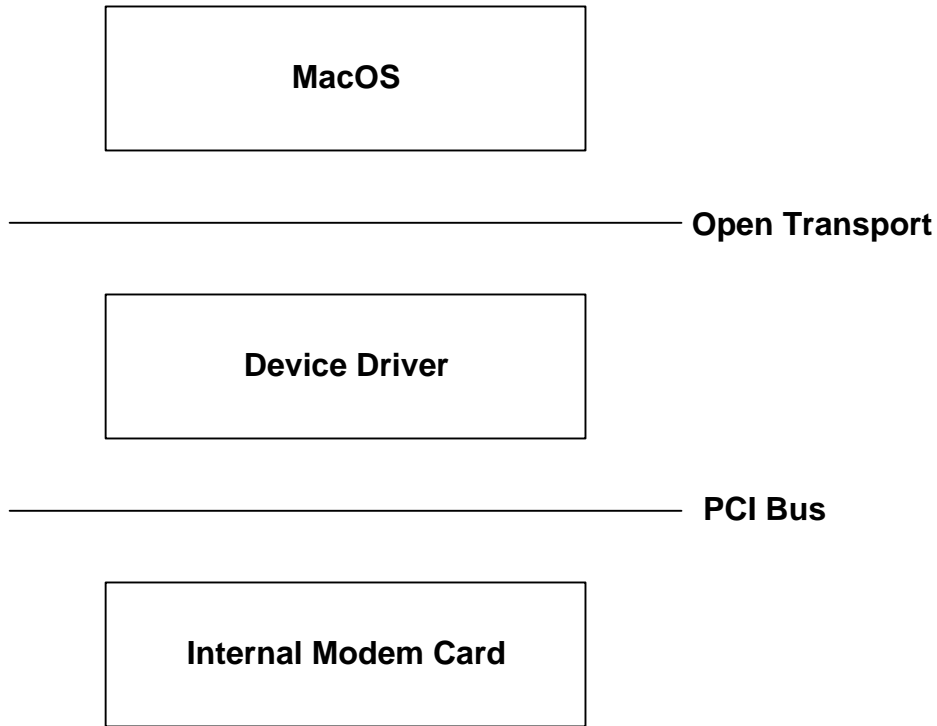 MacOS
Open Transport
Device Driver
PCI Bus
Internal Modem Card